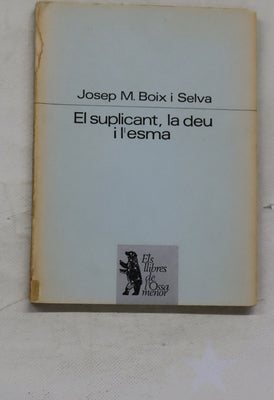 Josep M. Boix i Selva
El suplicant, la deu
i l'esma
Els
llibres
de
l'Ossa
menor